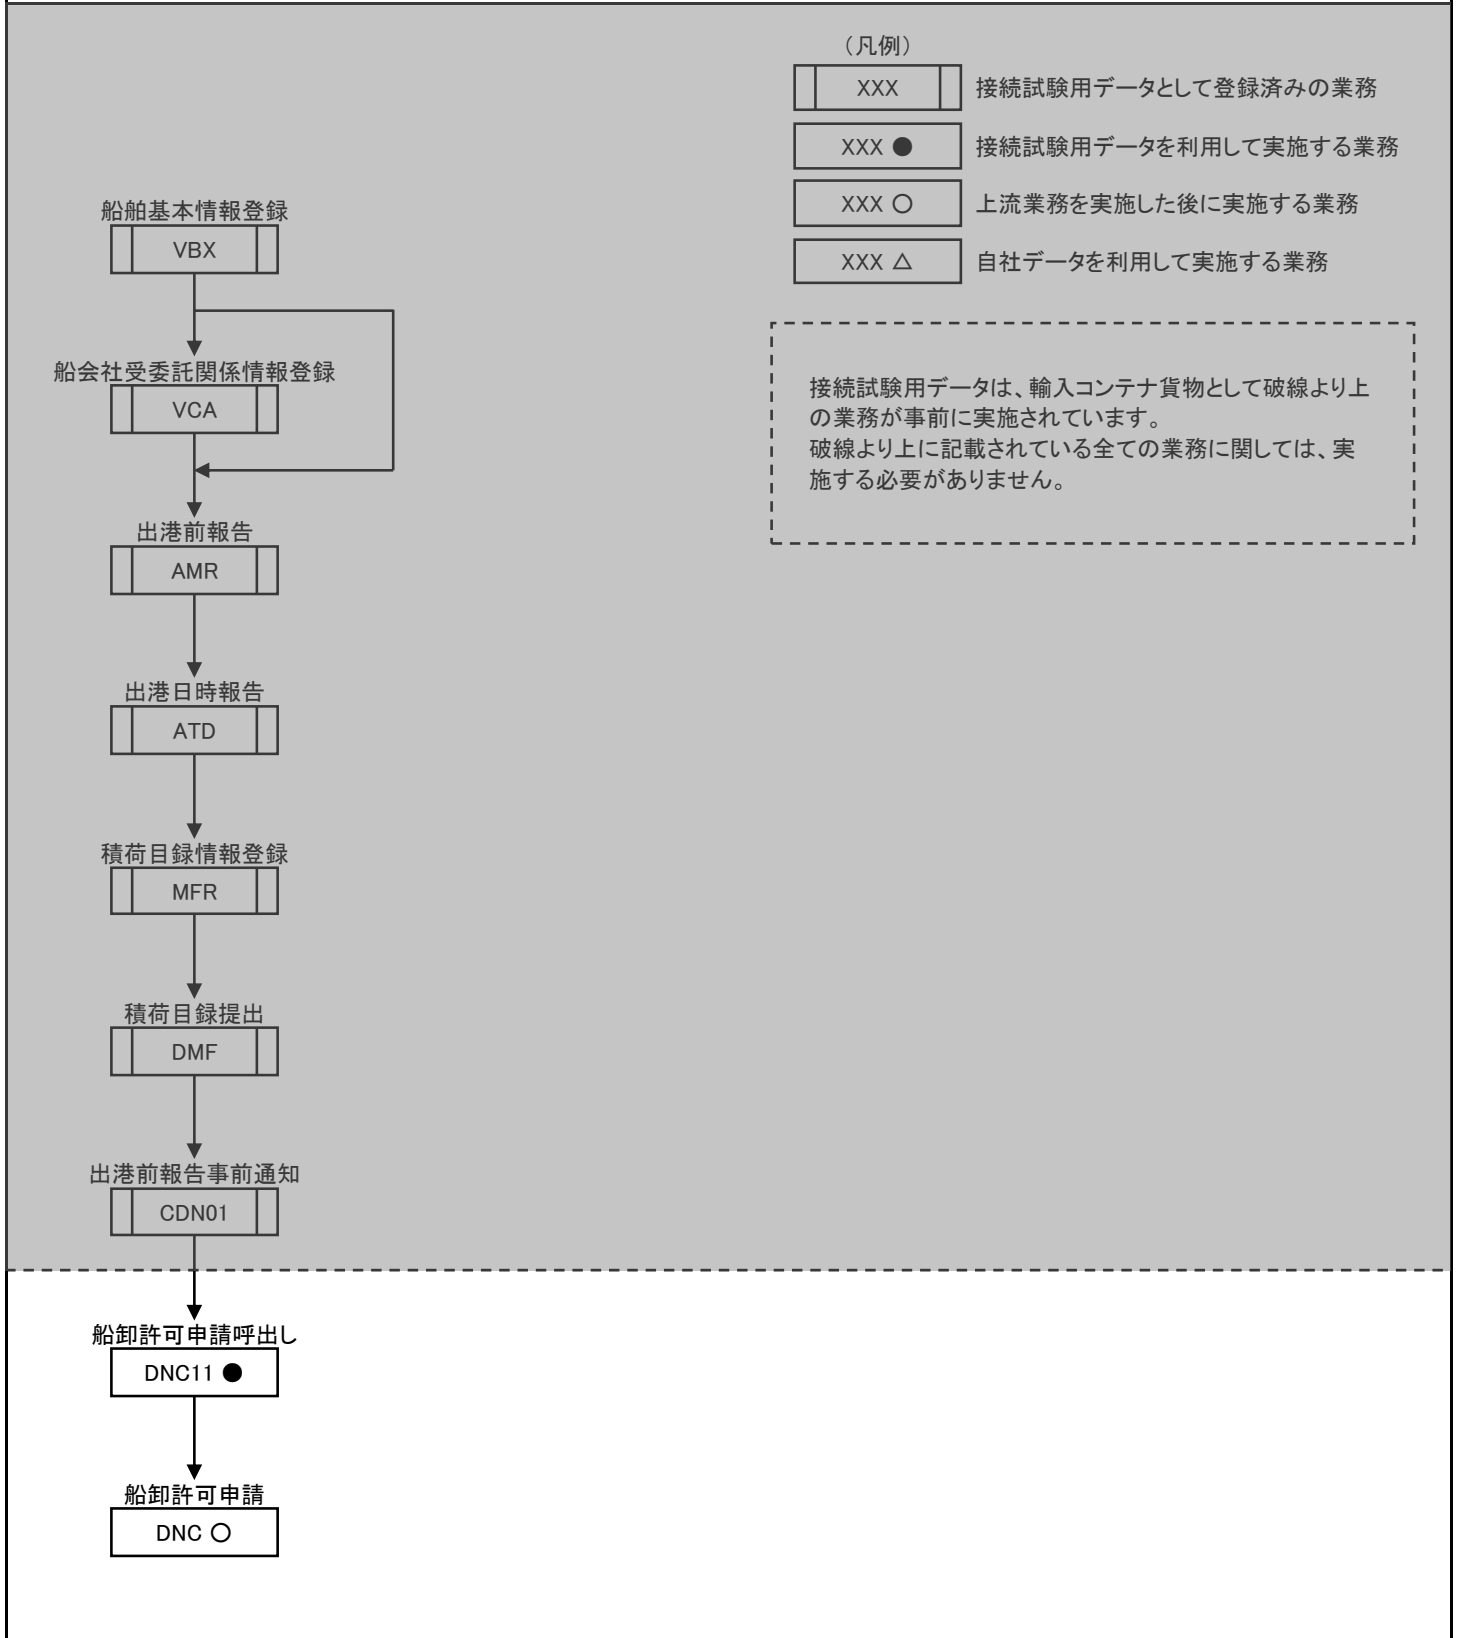 （凡例）
XXX 接続試験用データとして登録済みの業務
XXX ● 接続試験用データを利用して実施する業務
XXX ○ 上流業務を実施した後に実施する業務
XXX △ 自社データを利用して実施する業務
接続試験用データは、輸入コンテナ貨物として破線より上
の業務が事前に実施されています。
破線より上に記載されている全ての業務に関しては、実
施する必要がありません。
船舶基本情報登録
VBX
船会社受委託関係情報登録
VCA
出港前報告
AMR
出港日時報告
ATD
積荷目録情報登録
MFR
積荷目録提出
DMF
出港前報告事前通知
CDN01
船卸許可申請呼出し
DNC11 ●
船卸許可申請
DNC ○